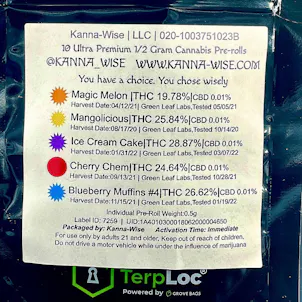 Kanna-Wise | LLC | 020-1003751023B
10 Ultra Premium 1/2 Gram Cannabis Pre-rolls
@KANNA_WISE WWW.KANNA-WISE.COM
You have a choice. You chose wisely
Magic Melon|THC 19.78%|CBD 0.01%
Harvest Date:04/12/21| Green Leaf Labs,Tested 05/05/21
Mangolicious|THC 25.84%|CBD 0.01%
Harvest Date:08/17/20 | Green Leaf Labs,Tested 10/14/20
Ice Cream Cake|THC 28.87%|CBD 0.01%
Harvest Date:01/31/22 | Green Leaf Labs,Tested 03/07/22
Cherry Chem|THC 24.64%|CBD 0.01%
Harvest Date:09/13/21 | Green Leaf Labs,Tested 10/28/21
Blueberry Muffins #4|THC 26.62%|CBD 0.01%
Harvest Date:11/15/21 | Green Leaf Labs,Tested 01/19/22
Individual Pre-Roll Weight:0.5g
Label ID: 7259 | UID:1A4010300018062000004650
Packaged by: Kanna-Wise Activation Time: Immediate
For use only by adults 21 and older, Keep out of reach of children.
Do not drive a motor vehicle while under the influence of marijuana
TerpLoc®
Powered by GROVE BAGS